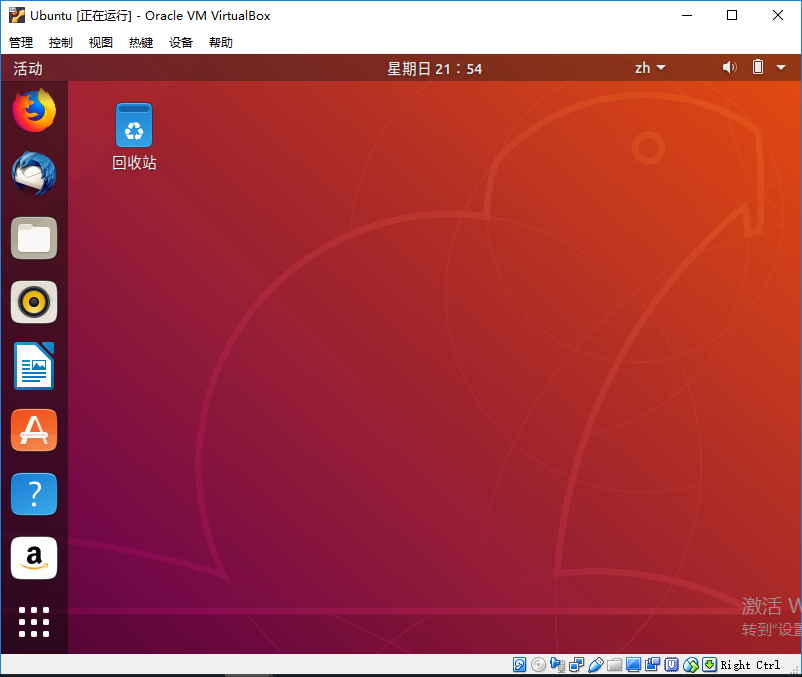 Ubuntu [正在运行] - Oracle VM VirtualBox
管理 控制 视图 热键 设备 帮助
活动 星期日 21：54 zh
回收站
?
a
激活 W
转到"设置
Right Ctrl